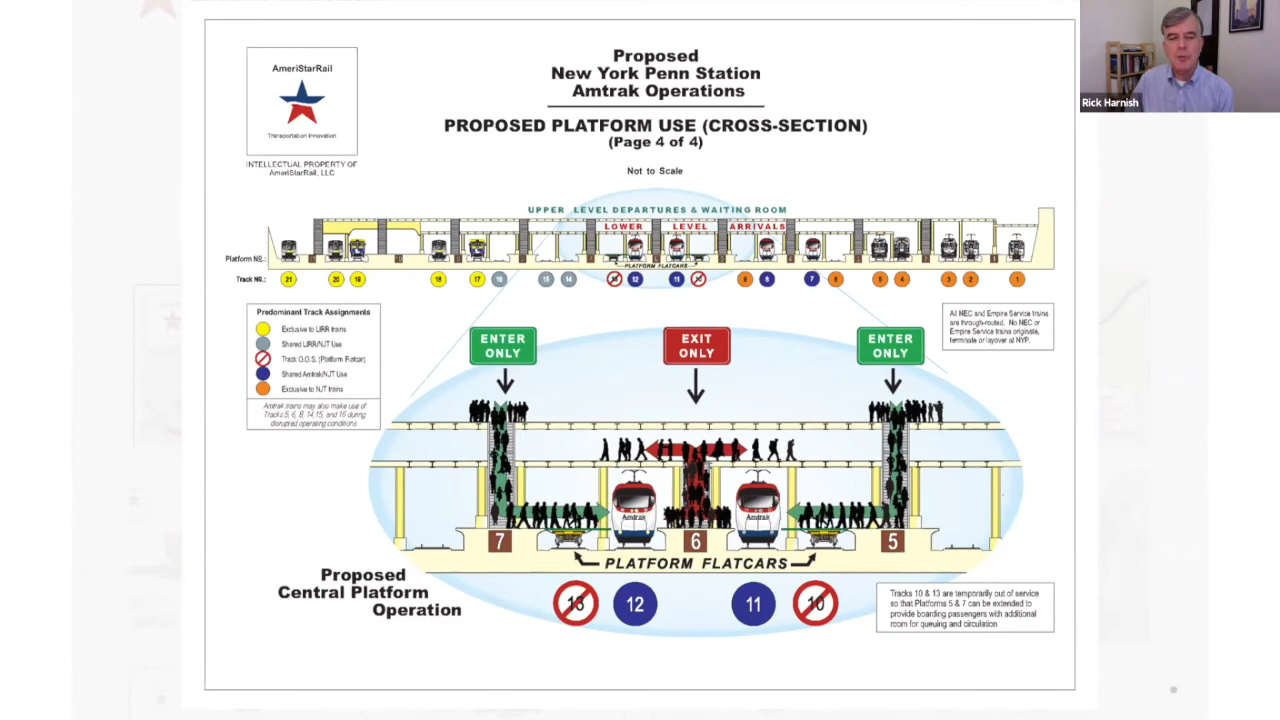 AmeriStarRail
Transportation Innovation
INTELLECTUAL PROPERTY OF
AmeriStarRail, LLC
Proposed
New York Penn Station
Amtrak Operations
PROPOSED PLATFORM USE (CROSS-SECTION)
(Page 4 of 4)
Not to Scale
Rick Harnish
UPPER LEVEL DEPARTURES & WAITING ROOM
LOWER LEVEL ARRIVALS
Platform Nº.:
PLATFORM FLATCARS
Track Nº.: 21 20 19 18 17 16 15 14 12 11 9 8 7 6 5 4 3 2 1
Predominant Track Assignments
Exclusive to LIRR trains
Shared LIRR/NJT Use
Track O.O.S. (Platform Flatcar)
Shared Amtrak/NJT Use
Exclusive to NJT trains
Amtrak trains may also make use of
Tracks 5, 6, 8, 14, 15, and 16 during
disrupted operating conditions
All NEC and Empire Service trains
are through-routed. No NEC or
Empire Service trains originate,
terminate or layover at NYP.
ENTER
ONLY
EXIT
ONLY
ENTER
ONLY
Amtrak
Amtrak
7 6 5
PLATFORM FLATCARS
Proposed
Central Platform
Operation
13 12 11 10
Tracks 10 & 13 are temporarily out of service
so that Platforms 5 & 7 can be extended to
provide boarding passengers with additional
room for queuing and circulation